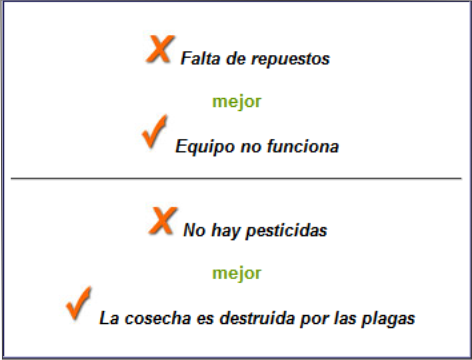 Falta de repuestos
mejor
Equipo no funciona
No hay pesticidas
mejor
La cosecha es destruida por las plagas